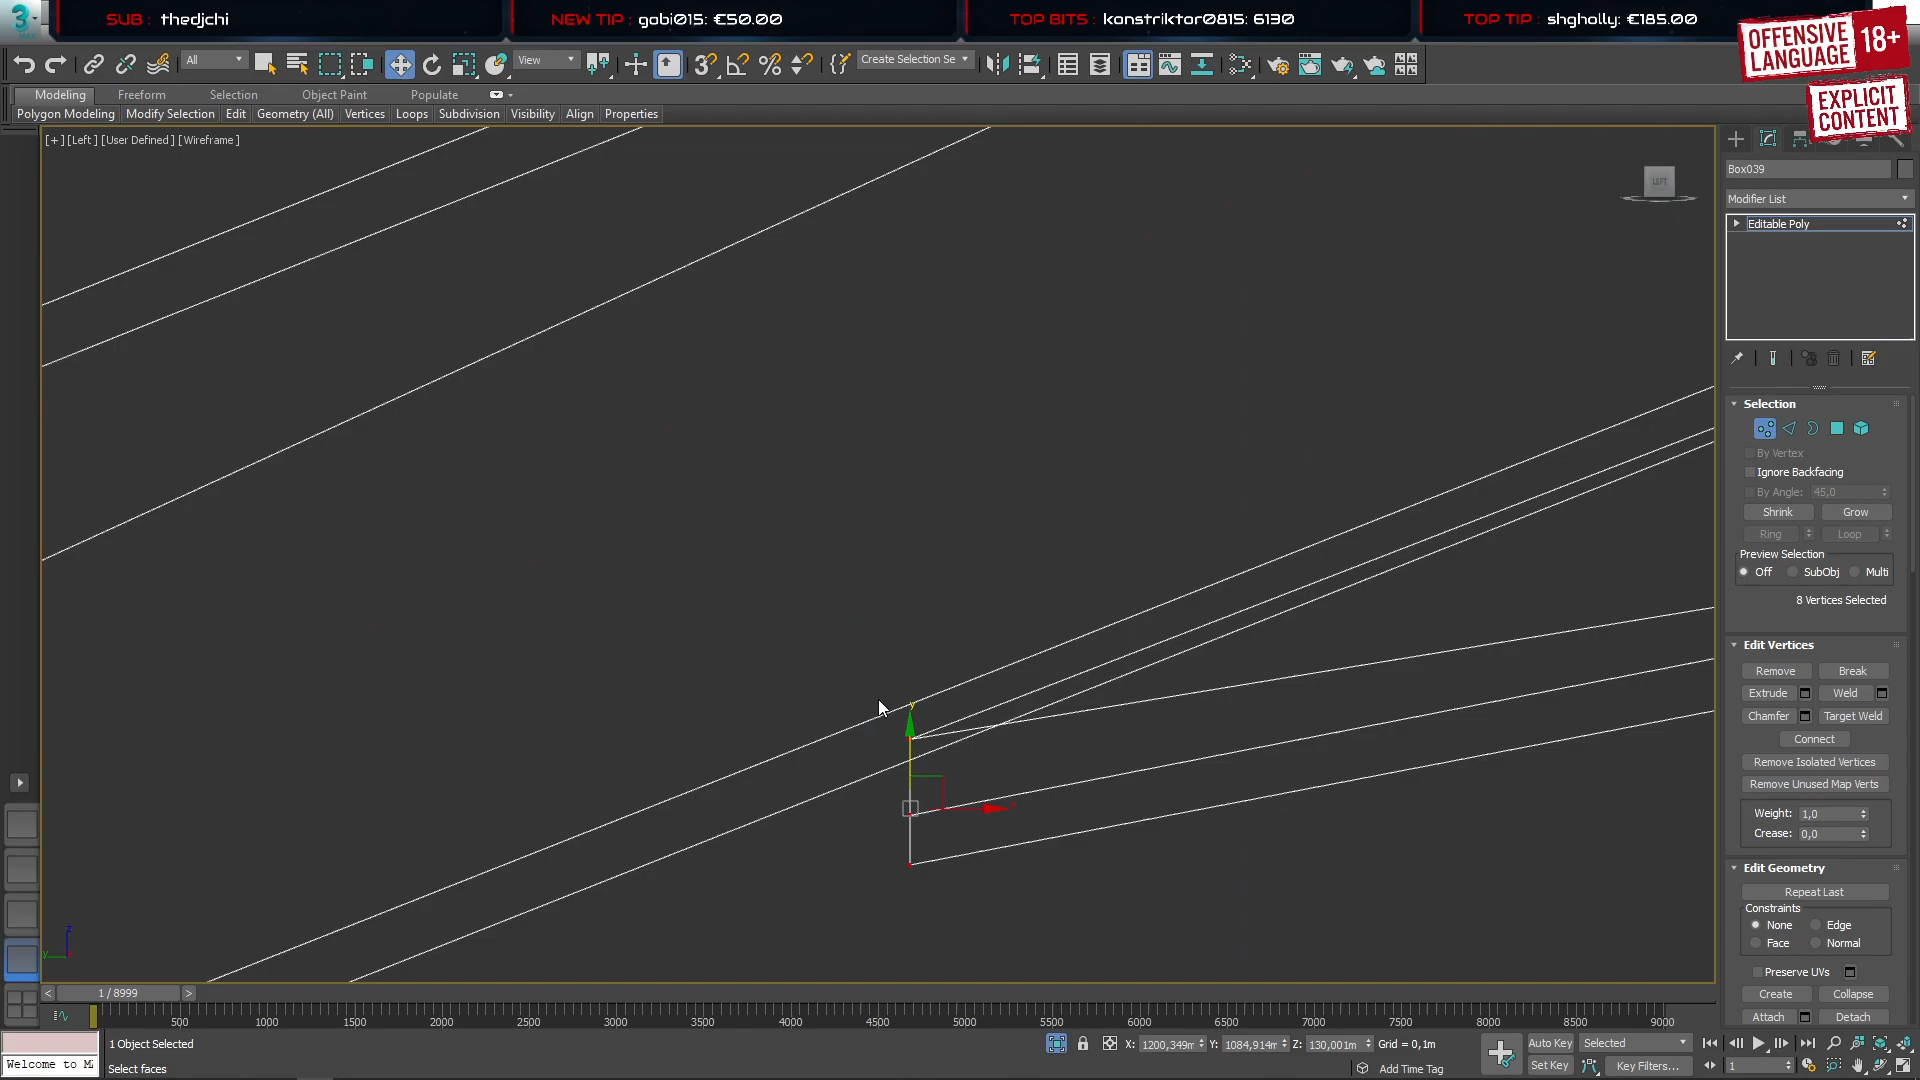 SUB : thedjchi
NEW TIP : gabi015: €50.00
TOP BITS : konstriktor0815: 6130
TOP TIP : shgholly: €185.00
OFFENSIVE LANGUAGE 18+
EXPLICIT CONTENT
3
MAX
All
View
Create Selection Se
Modeling
Freeform
Selection
Object Paint
Populate
Polygon Modeling
Modify Selection
Edit
Geometry (All)
Vertices
Loops
Subdivision
Visibility
Align
Properties
[+] [Left] [User Defined] [Wireframe]
LEFT
Box039
Modifier List
Editable Poly
Selection
By Vertex
Ignore Backfacing
By Angle: 45,0
Shrink
Grow
Ring
Loop
Preview Selection
Off
SubObj
Multi
8 Vertices Selected
Edit Vertices
Remove
Break
Extrude
Weld
Chamfer
Target Weld
Connect
Remove Isolated Vertices
Remove Unused Map Verts
Weight: 1,0
Crease: 0,0
Edit Geometry
Repeat Last
Constraints
None
Edge
Face
Normal
Preserve UVs
Create
Collapse
Attach
Detach
y
x
z
y
< 1 / 8999 >
500 1000 1500 2000 2500 3000 3500 4000 4500 5000 5500 6000 6500 7000 7500 8000 8500 9000
1 Object Selected
X: 1200,349m Y: 1084,914m Z: 130,001m Grid = 0,1m
Auto Key
Selected
Welcome to M
Select faces
Add Time Tag
Set Key
Key Filters...
1